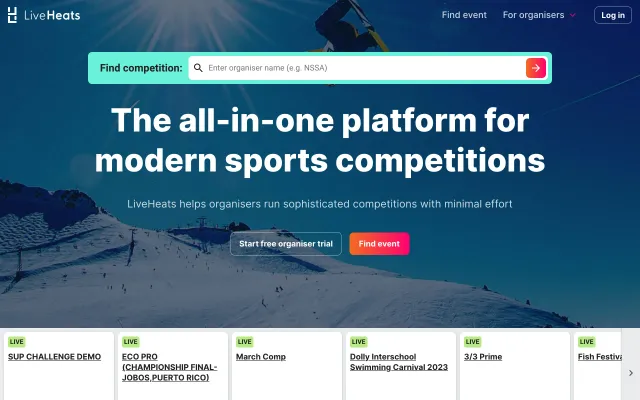 LiveHeats
Find event
For organisers
Log in
Find competition:
Enter organiser name (e.g. NSSA)
The all-in-one platform for
modern sports competitions
LiveHeats helps organisers run sophisticated competitions with minimal effort
Start free organiser trial
Find event
LIVE
SUP CHALLENGE DEMO
LIVE
ECO PRO
(CHAMPIONSHIP FINAL-
JOBOS,PUERTO RICO)
LIVE
March Comp
LIVE
Dolly Interschool
Swimming Carnival 2023
LIVE
3/3 Prime
LIVE
Fish Festiva